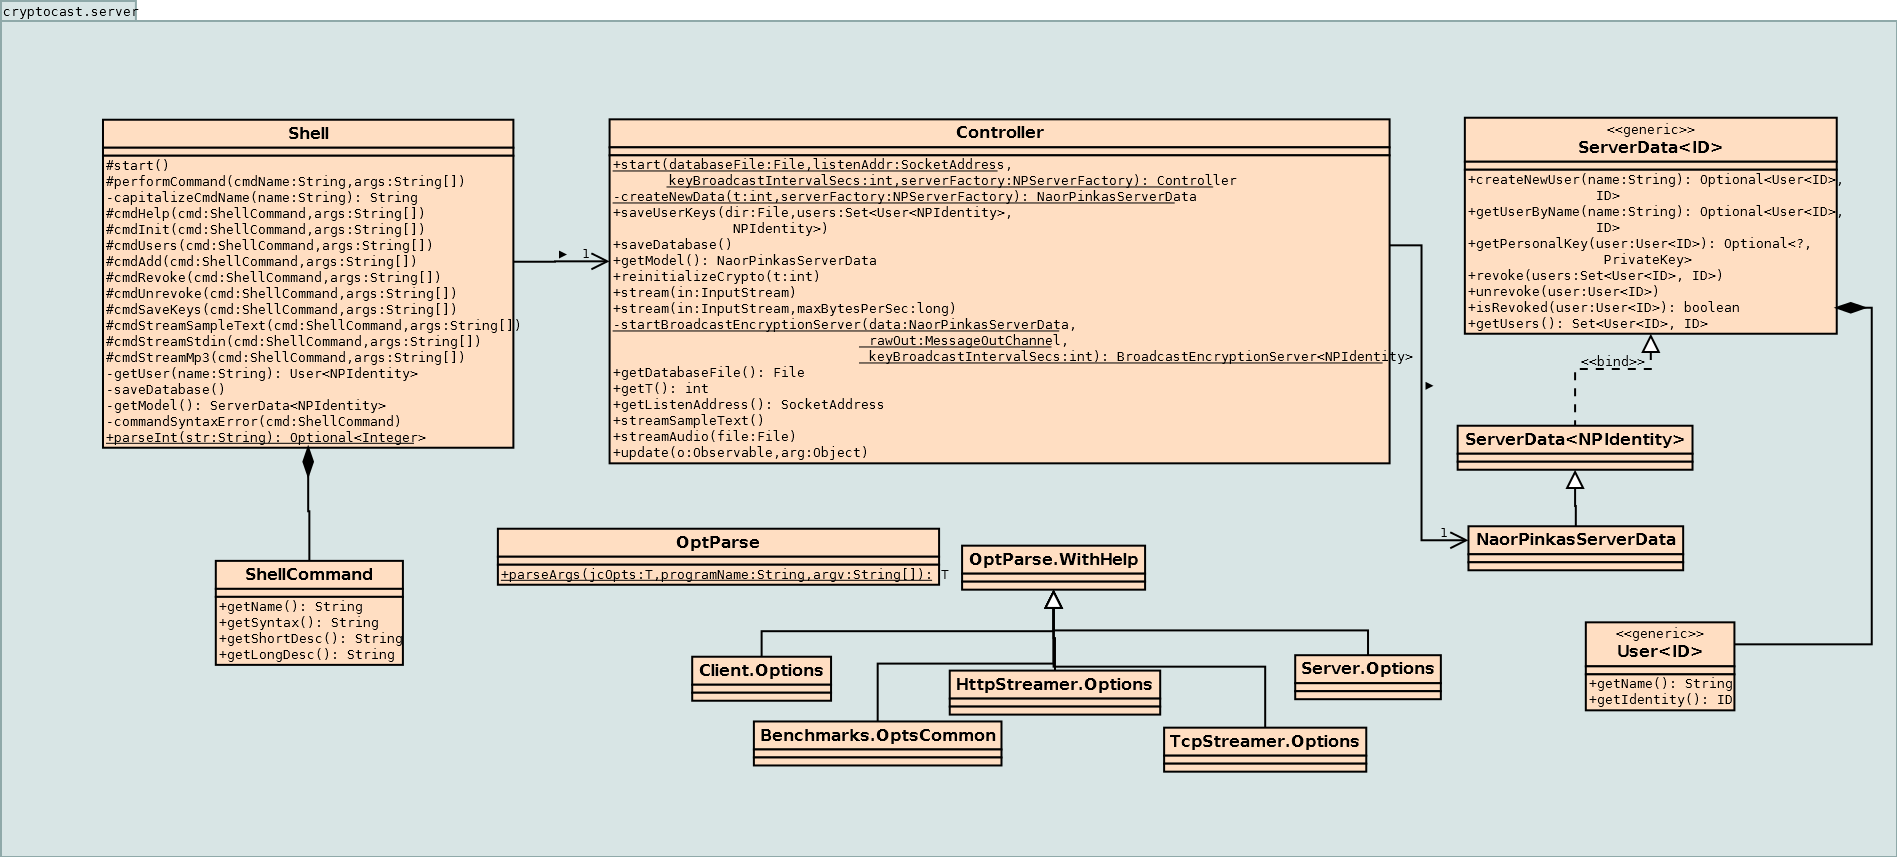 cryptocast.server
Shell
#start()
#performCommand(cmdName:String,args:String[])
-capitalizeCmdName(name:String): String
#cmdHelp(cmd:ShellCommand,args:String[])
#cmdInit(cmd:ShellCommand,args:String[])
#cmdUsers(cmd:ShellCommand,args:String[])
#cmdAdd(cmd:ShellCommand,args:String[])
#cmdRevoke(cmd:ShellCommand,args:String[])
#cmdUnrevoke(cmd:ShellCommand,args:String[])
#cmdSaveKeys(cmd:ShellCommand,args:String[])
#cmdStreamSampleText(cmd:ShellCommand,args:String[])
#cmdStreamStdin(cmd:ShellCommand,args:String[])
#cmdStreamMp3(cmd:ShellCommand,args:String[])
-getUser(name:String): User<NPIdentity>
-saveDatabase()
-getModel(): ServerData<NPIdentity>
-commandSyntaxError(cmd:ShellCommand)
+parseInt(str:String): Optional<Integer>
1
Controller
+start(databaseFile:File,listenAddr:SocketAddress,
keyBroadcastIntervalSecs:int,serverFactory:NPServerFactory): Controller
-createNewData(t:int,serverFactory:NPServerFactory): NaorPinkasServerData
+saveUserKeys(dir:File,users:Set<User<NPIdentity>,
NPIdentity>)
+saveDatabase()
+getModel(): NaorPinkasServerData
+reinitializeCrypto(t:int)
+stream(in:InputStream)
+stream(in:InputStream,maxBytesPerSec:long)
-startBroadcastEncryptionServer(data:NaorPinkasServerData,
rawOut:MessageOutChannel,
keyBroadcastIntervalSecs:int): BroadcastEncryptionServer<NPIdentity>
+getDatabaseFile(): File
+getT(): int
+getListenAddress(): SocketAddress
+streamSampleText()
+streamAudio(file:File)
+update(o:Observable,arg:Object)
<<generic>>
ServerData<ID>
+createNewUser(name:String): Optional<User<ID>,
ID>
+getUserByName(name:String): Optional<User<ID>,
ID>
+getPersonalKey(user:User<ID>): Optional<?,
PrivateKey>
+revoke(users:Set<User<ID>, ID>)
+unrevoke(user:User<ID>)
+isRevoked(user:User<ID>): boolean
+getUsers(): Set<User<ID>, ID>
<<bind>>
ServerData<NPIdentity>
1
NaorPinkasServerData
ShellCommand
+getName(): String
+getSyntax(): String
+getShortDesc(): String
+getLongDesc(): String
OptParse
+parseArgs(jcOpts:T,programName:String,argv:String[]): T
OptParse.WithHelp
Client.Options
HttpStreamer.Options
Server.Options
Benchmarks.OptsCommon
TcpStreamer.Options
<<generic>>
User<ID>
+getName(): String
+getIdentity(): ID